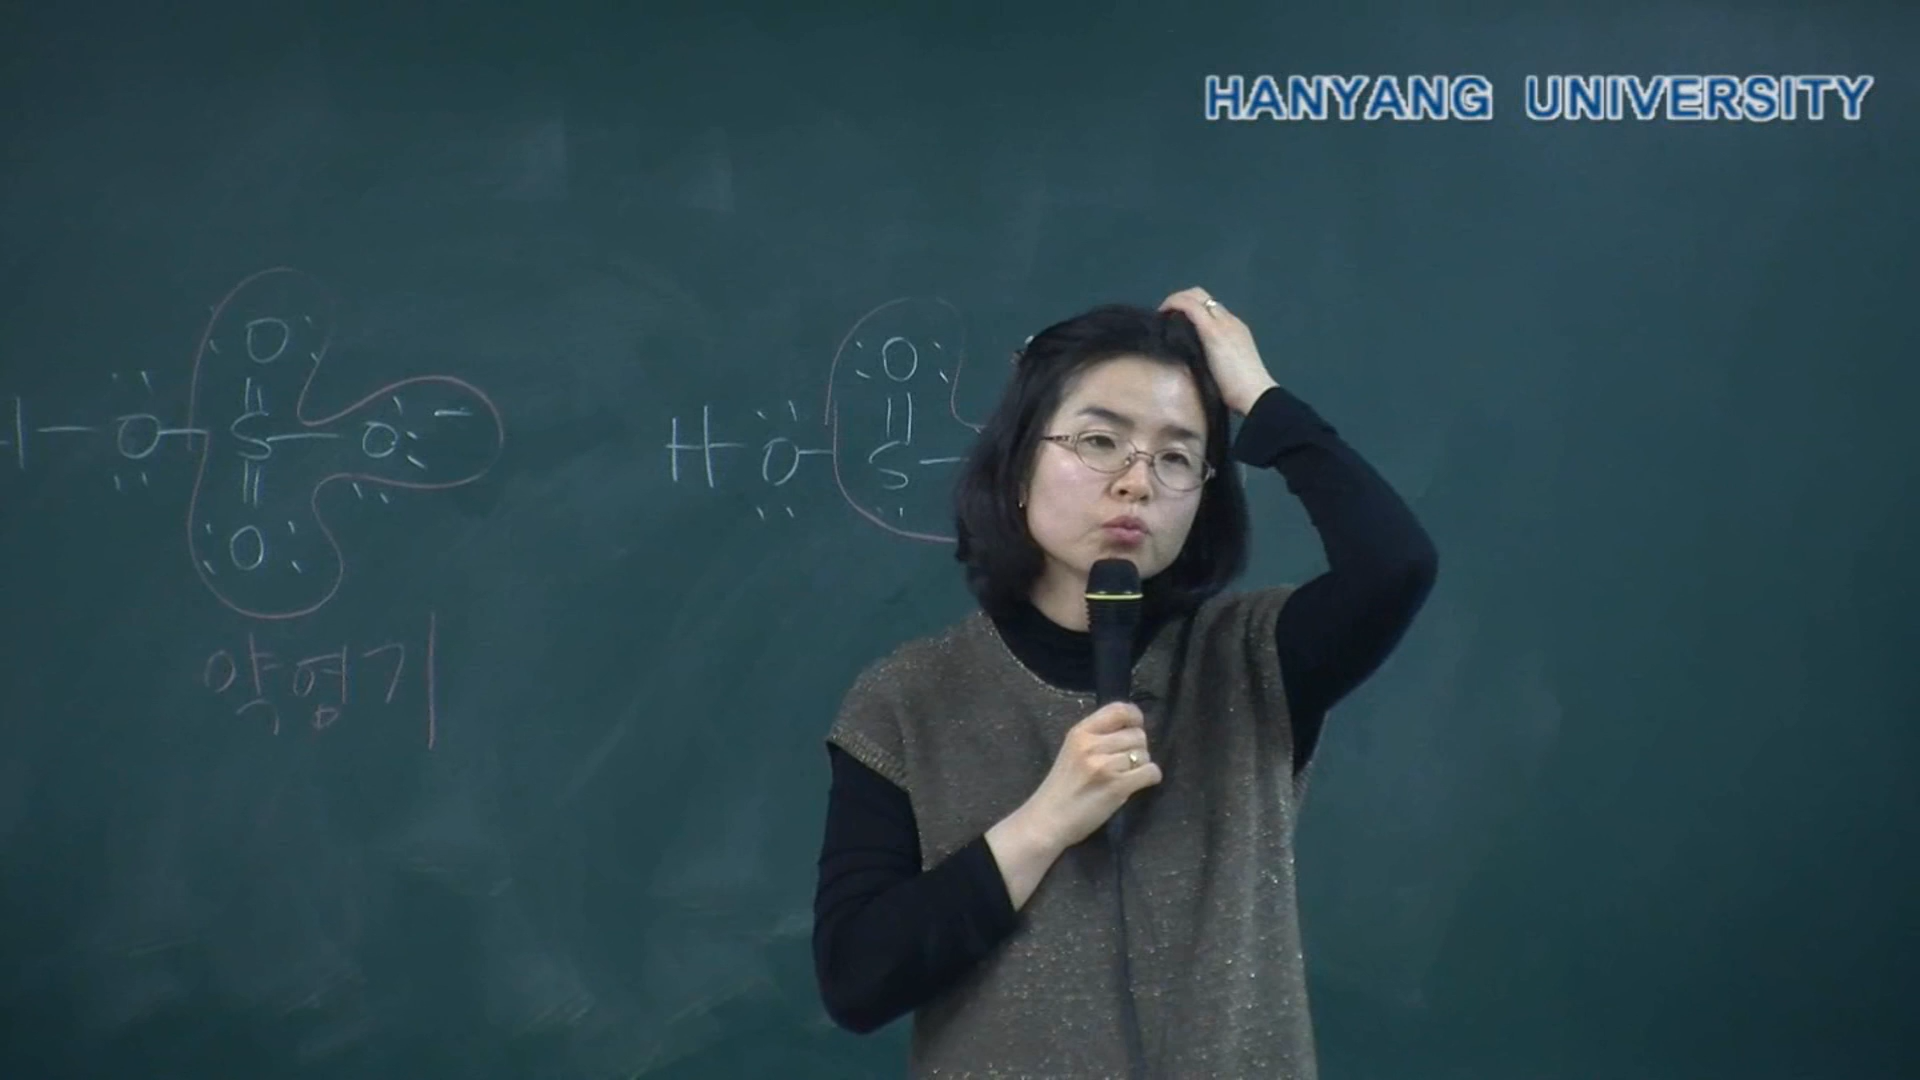 HANYANG UNIVERSITY
O
H-O-S-O⁻
O
약염기
O
H-O-S-